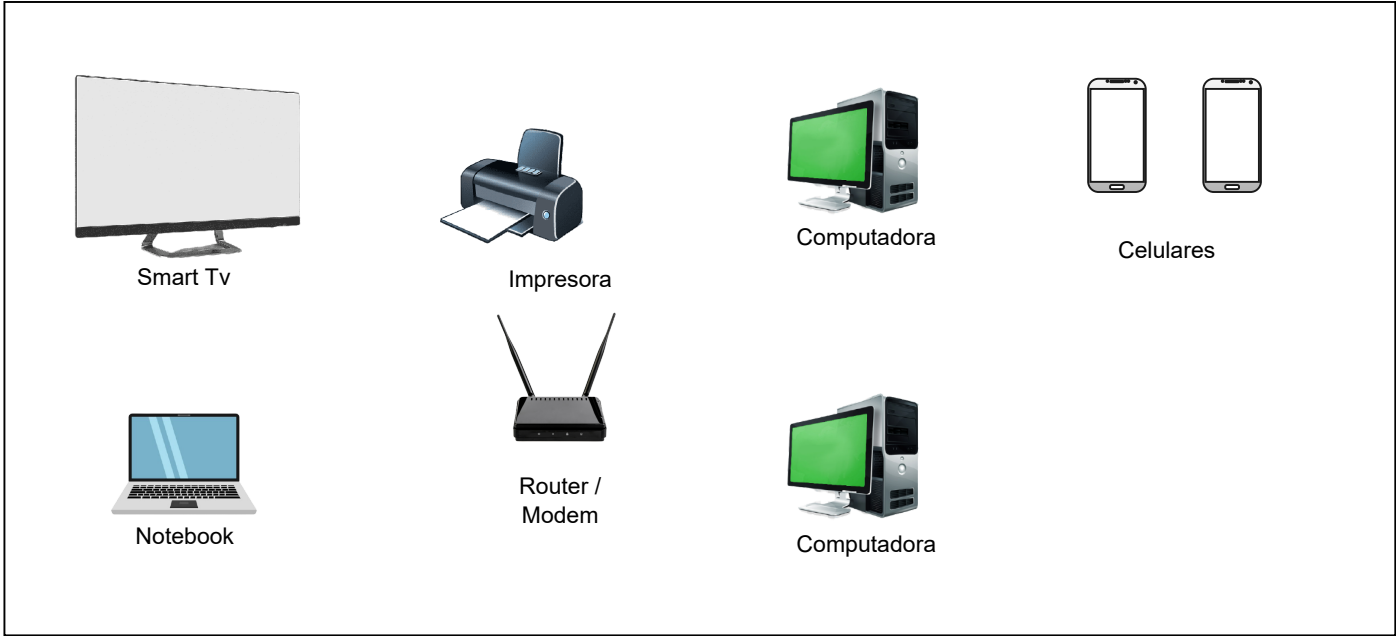 Smart Tv
Impresora
Computadora
Celulares
Notebook
Router /
Modem
Computadora